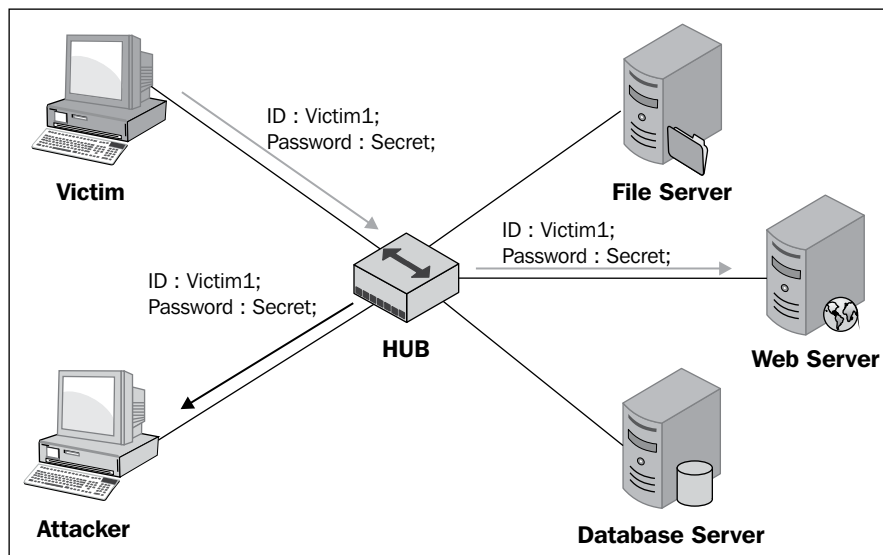 ID : Victim1;
Password : Secret;
Victim
File Server
ID : Victim1;
Password : Secret;
ID : Victim1;
Password : Secret;
HUB
Web Server
Attacker
Database Server